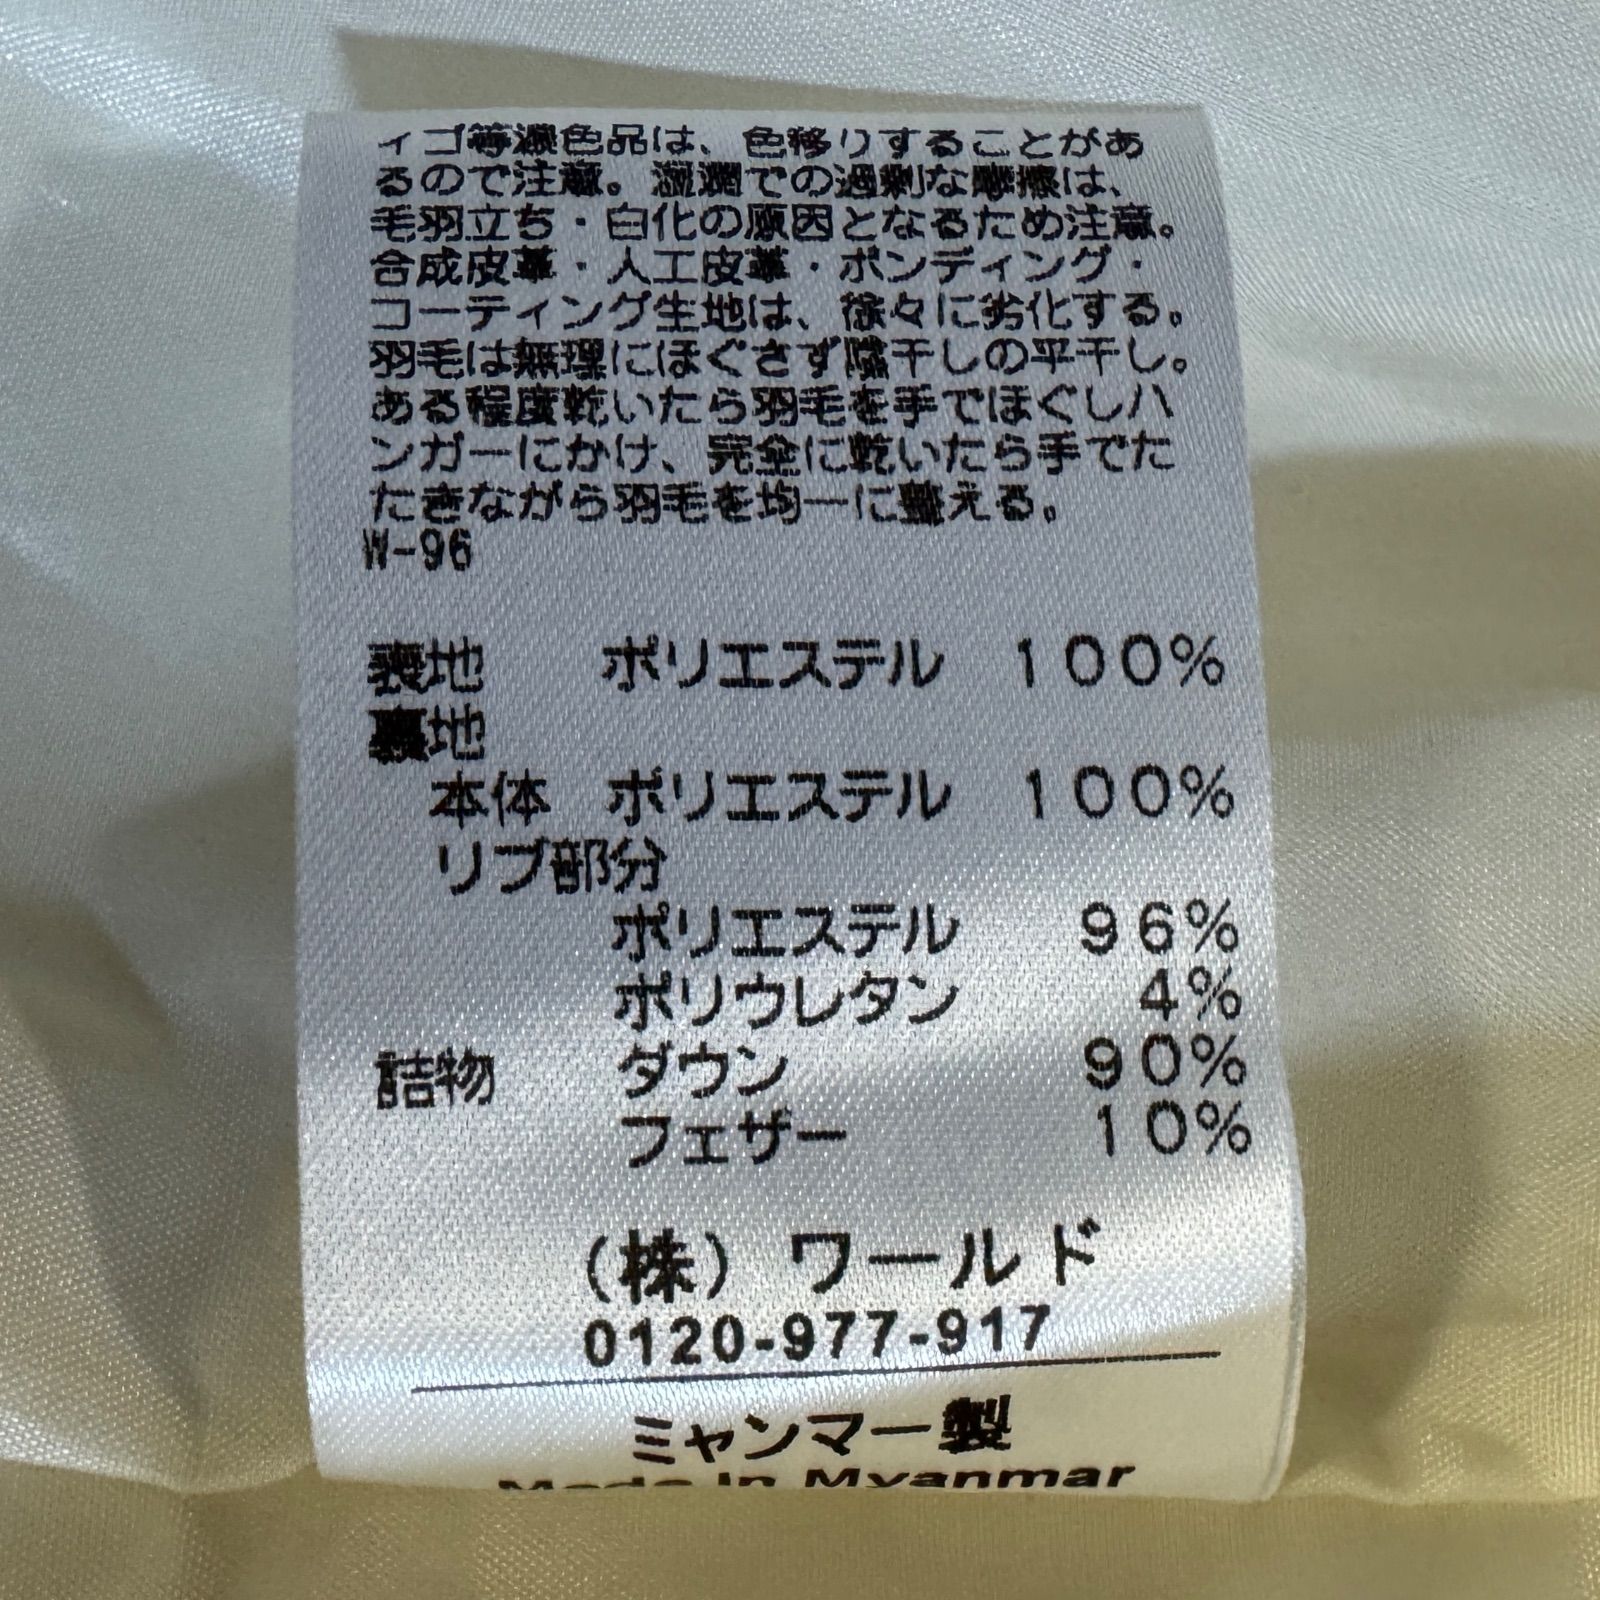 ィゴ等濃色品は、色移りすることがあ
るので注意。湿潤での過剰な摩擦は、
毛羽立ち・白化の原因となるため注意。
合成皮革・人工皮革・ボンディング・
コーティング生地は、徐々に劣化する。
羽毛は無理にほぐさず陰干しの平干し。
ある程度乾いたら羽毛を手でほぐしハ
ンガーにかけ、完全に乾いたら手でた
たきながら羽毛を均一に整える。
W-96
表地 ポリエステル 100%
裏地
本体 ポリエステル 100%
リブ部分
ポリエステル 96%
ポリウレタン 4%
詰物 ダウン 90%
フェザー 10%
(株) ワールド
0120-977-917
ミャンマー製
Made In Myanmar